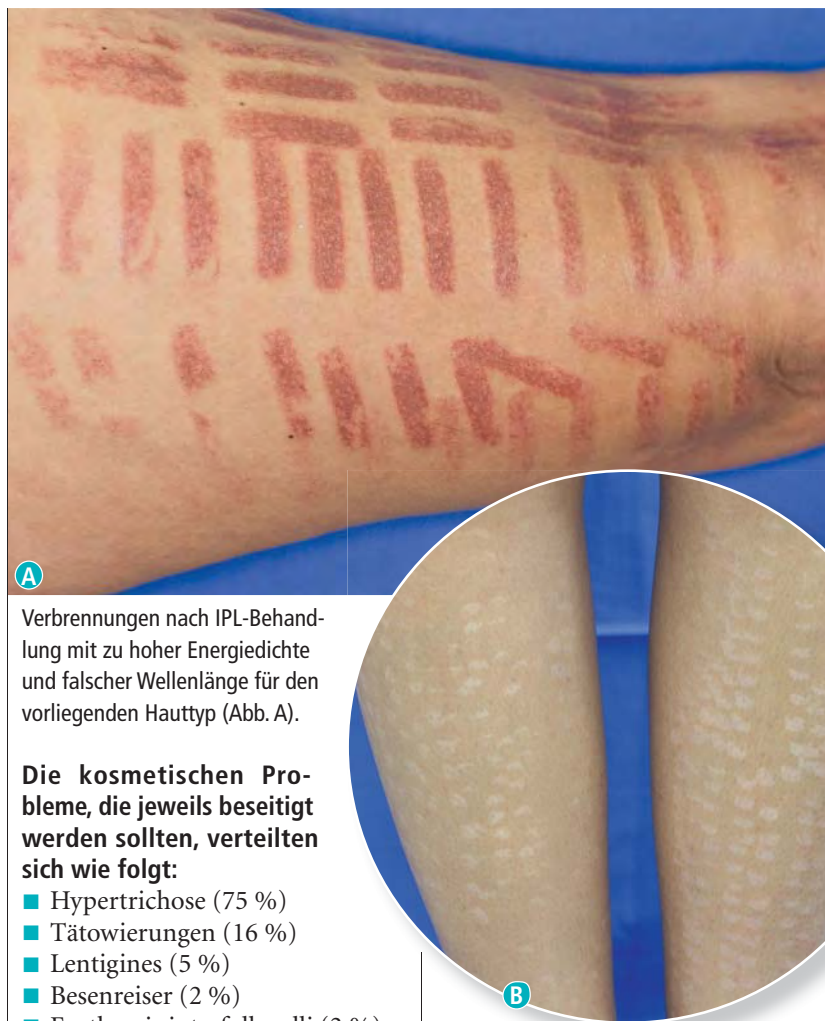 A
Verbrennungen nach IPL-Behand-
lung mit zu hoher Energiedichte
und falscher Wellenlänge für den
vorliegenden Hauttyp (Abb. A).
Die kosmetischen Pro-
bleme, die jeweils beseitigt
werden sollten, verteilten
sich wie folgt:
■ Hypertrichose (75 %)
■ Tätowierungen (16 %)
■ Lentigines (5 %)
■ Besenreiser (2 %)
B